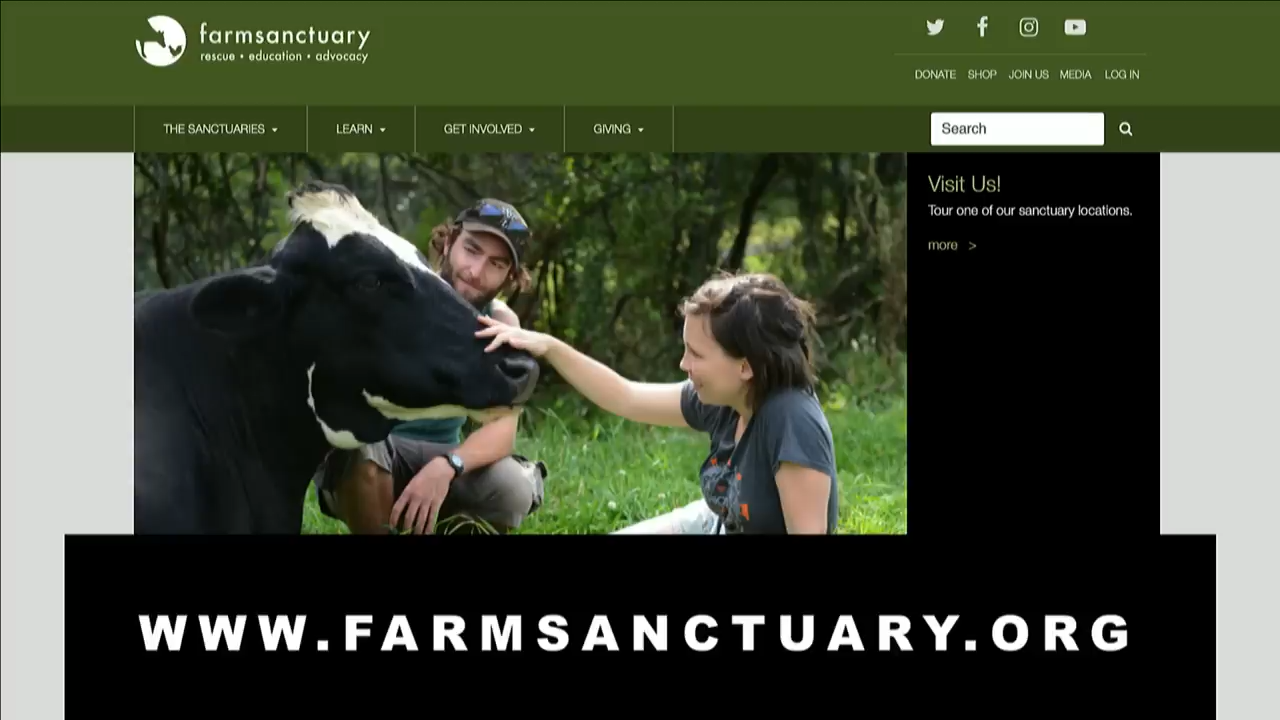 farmsanctuary
rescue • education • advocacy
DONATE SHOP JOIN US MEDIA LOG IN
THE SANCTUARIES LEARN GET INVOLVED GIVING Search
Visit Us!
Tour one of our sanctuary locations.
more >
WWW.FARMSANCTUARY.ORG